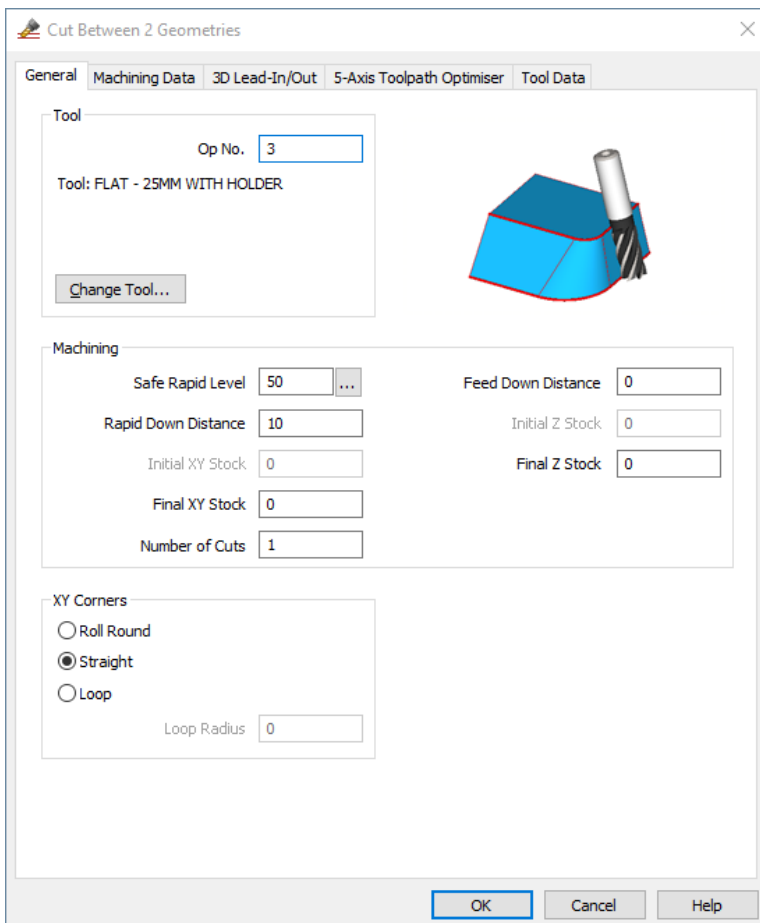 Cut Between 2 Geometries
General Machining Data 3D Lead-In/Out 5-Axis Toolpath Optimiser Tool Data
Tool
Op No. 3
Tool: FLAT - 25MM WITH HOLDER
Change Tool...
Machining
Safe Rapid Level 50 ... Feed Down Distance 0
Rapid Down Distance 10 Initial Z Stock 0
Initial XY Stock 0 Final Z Stock 0
Final XY Stock 0
Number of Cuts 1
XY Corners
Roll Round
Straight
Loop
Loop Radius 0
OK Cancel Help